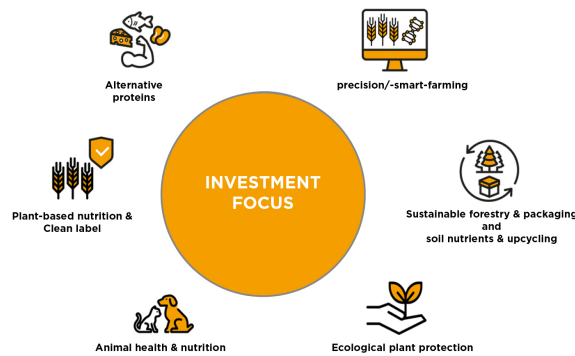 Alternative
proteins
precision/-smart-farming
INVESTMENT
FOCUS
Plant-based nutrition &
Clean label
Sustainable forestry & packaging
and
soil nutrients & upcycling
Animal health & nutrition
Ecological plant protection